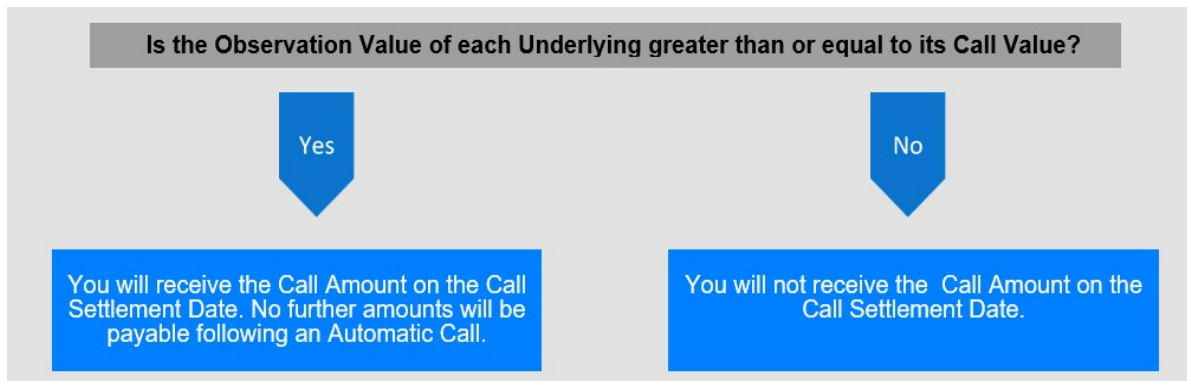 Is the Observation Value of each Underlying greater than or equal to its Call Value?
Yes
No
You will receive the Call Amount on the Call
Settlement Date. No further amounts will be
payable following an Automatic Call.
You will not receive the Call Amount on the
Call Settlement Date.